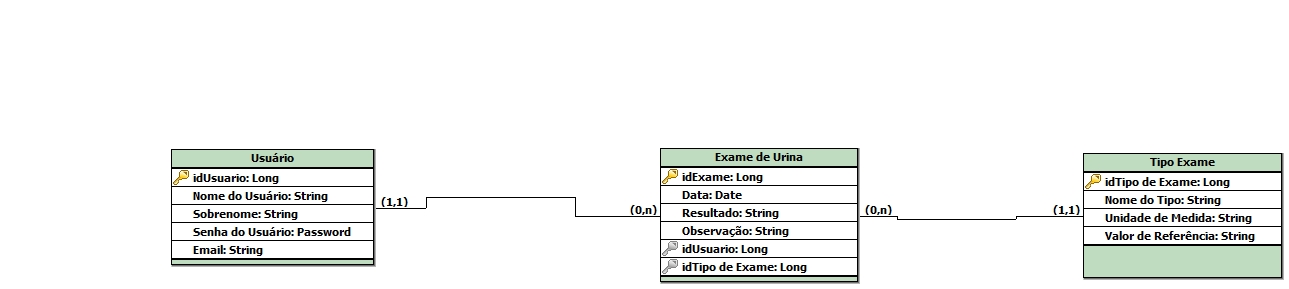 Usuário
idUsuario: Long
Nome do Usuário: String
Sobrenome: String
Senha do Usuário: Password
Email: String
(1,1)
(0,n)
Exame de Urina
idExame: Long
Data: Date
Resultado: String
Observação: String
idUsuario: Long
idTipo de Exame: Long
(0,n)
(1,1)
Tipo Exame
idTipo de Exame: Long
Nome do Tipo: String
Unidade de Medida: String
Valor de Referência: String